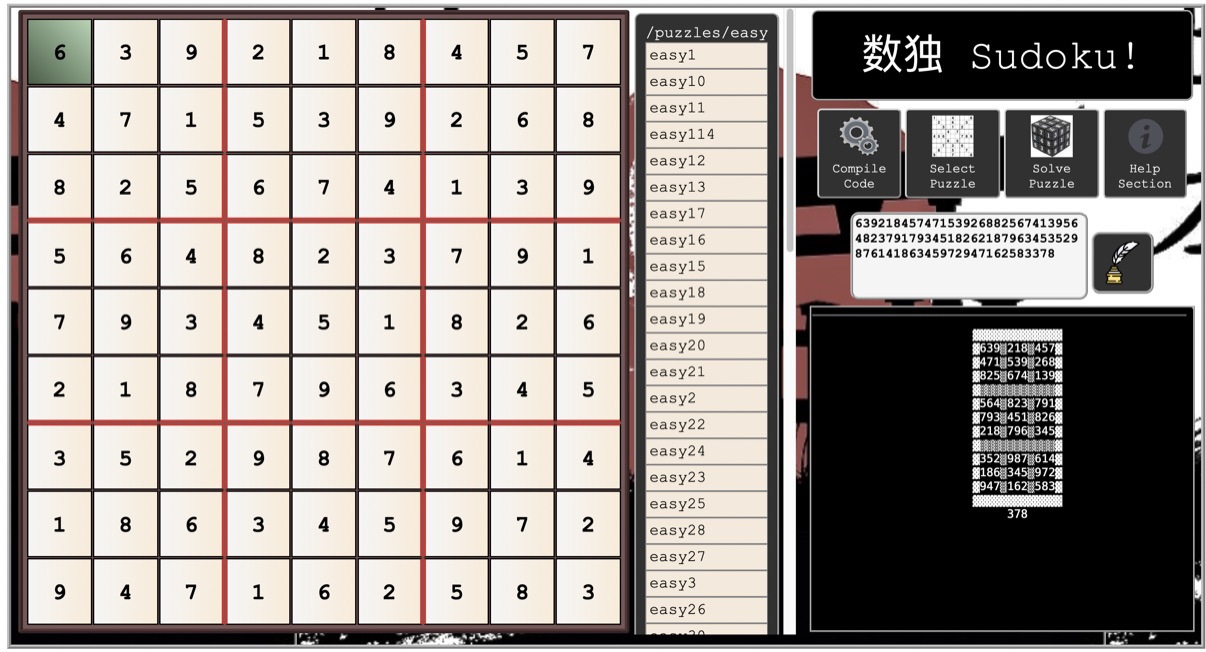 6 3 9 2 1 8 4 5 7
4 7 1 5 3 9 2 6 8
8 2 5 6 7 4 1 3 9
5 6 4 8 2 3 7 9 1
7 9 3 4 5 1 8 2 6
2 1 8 7 9 6 3 4 5
3 5 2 9 8 7 6 1 4
1 8 6 3 4 5 9 7 2
9 4 7 1 6 2 5 8 3
/puzzles/easy
easy1
easy10
easy11
easy114
easy12
easy13
easy17
easy16
easy15
easy18
easy19
easy20
easy21
easy2
easy22
easy24
easy23
easy25
easy28
easy27
easy3
easy26
数独 Sudoku!
Compile
Code
Select
Puzzle
Solve
Puzzle
Help
Section
63921845747153926882567413956
48237917934518262187963453529
87614186345972947162583378
639 218 457
471 539 268
825 674 139
564 823 791
793 451 826
218 796 345
352 987 614
186 345 972
947 162 583
378